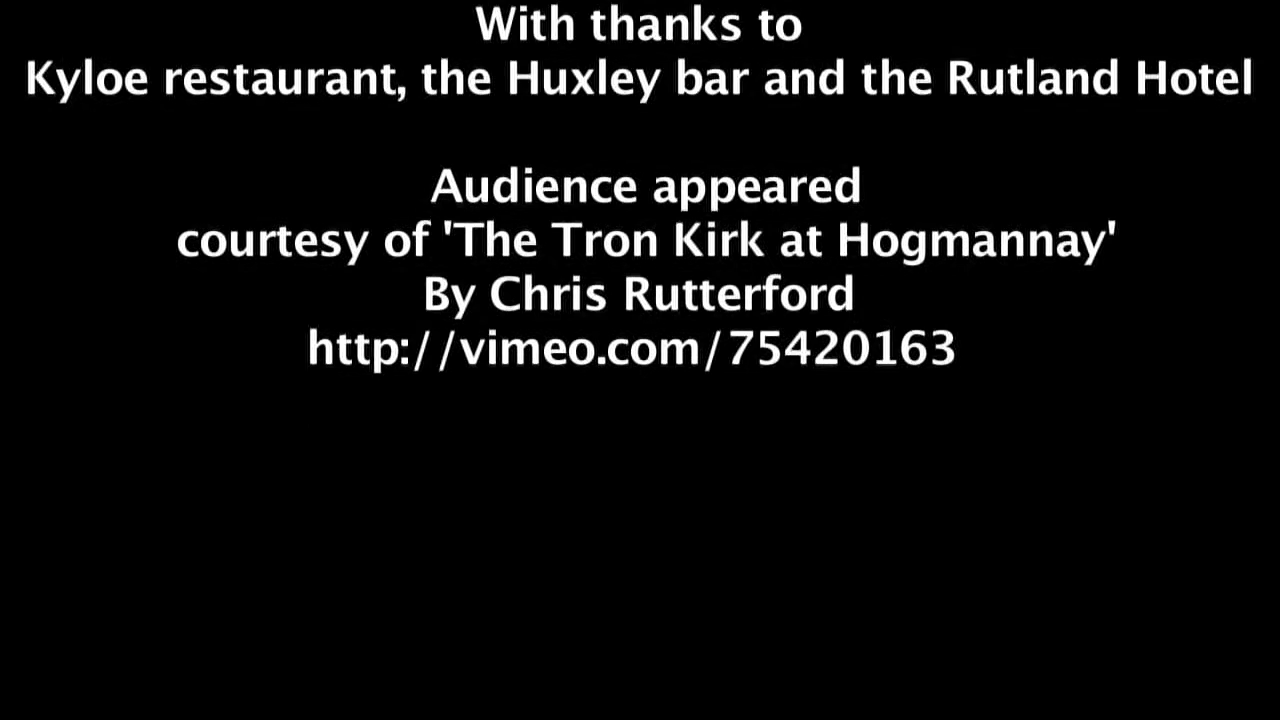 With thanks to
Kyloe restaurant, the Huxley bar and the Rutland Hotel
Audience appeared
courtesy of 'The Tron Kirk at Hogmannay'
By Chris Rutterford
http://vimeo.com/75420163